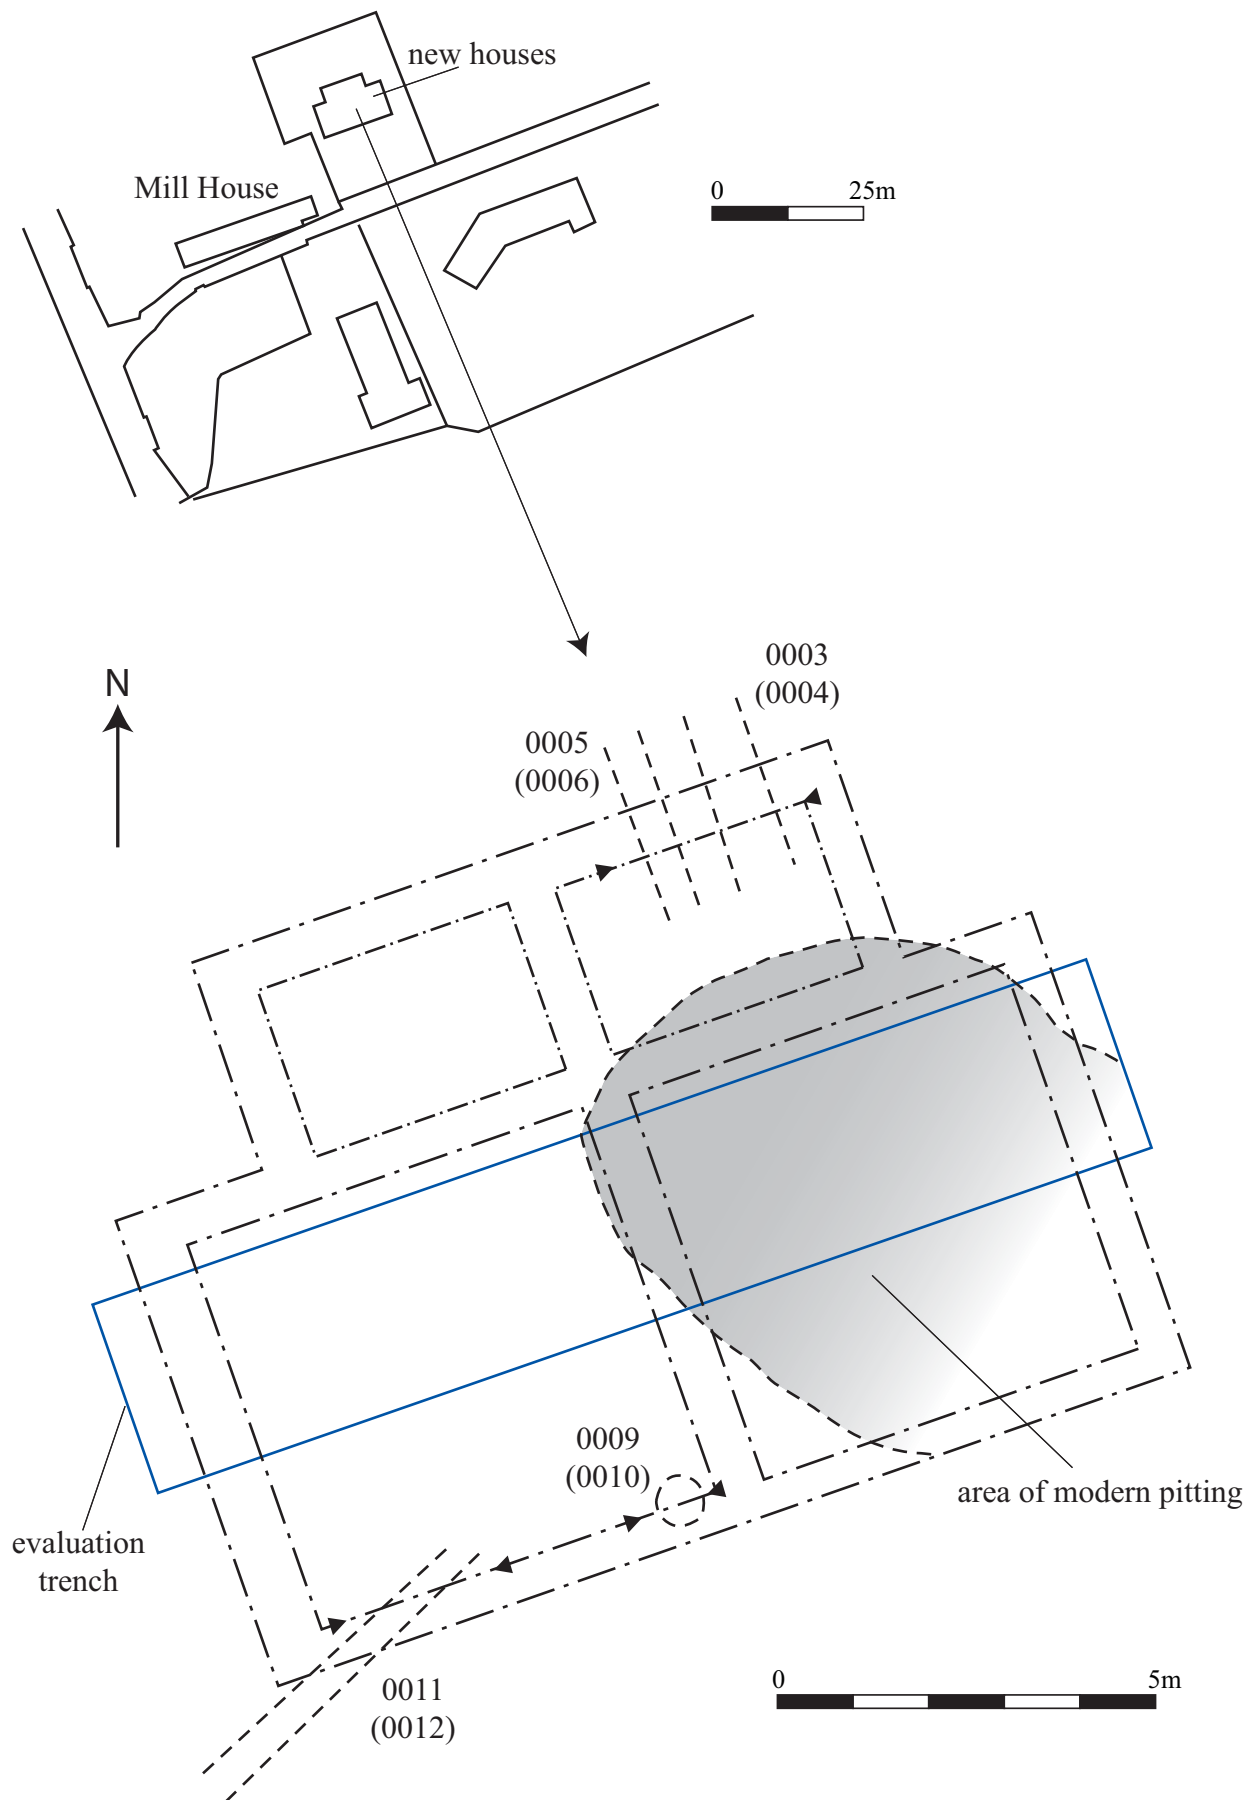 new houses
Mill House
0 25m
N
0003
(0004)
0005
(0006)
0009
(0010)
area of modern pitting
evaluation
trench
0011
(0012)
0 5m